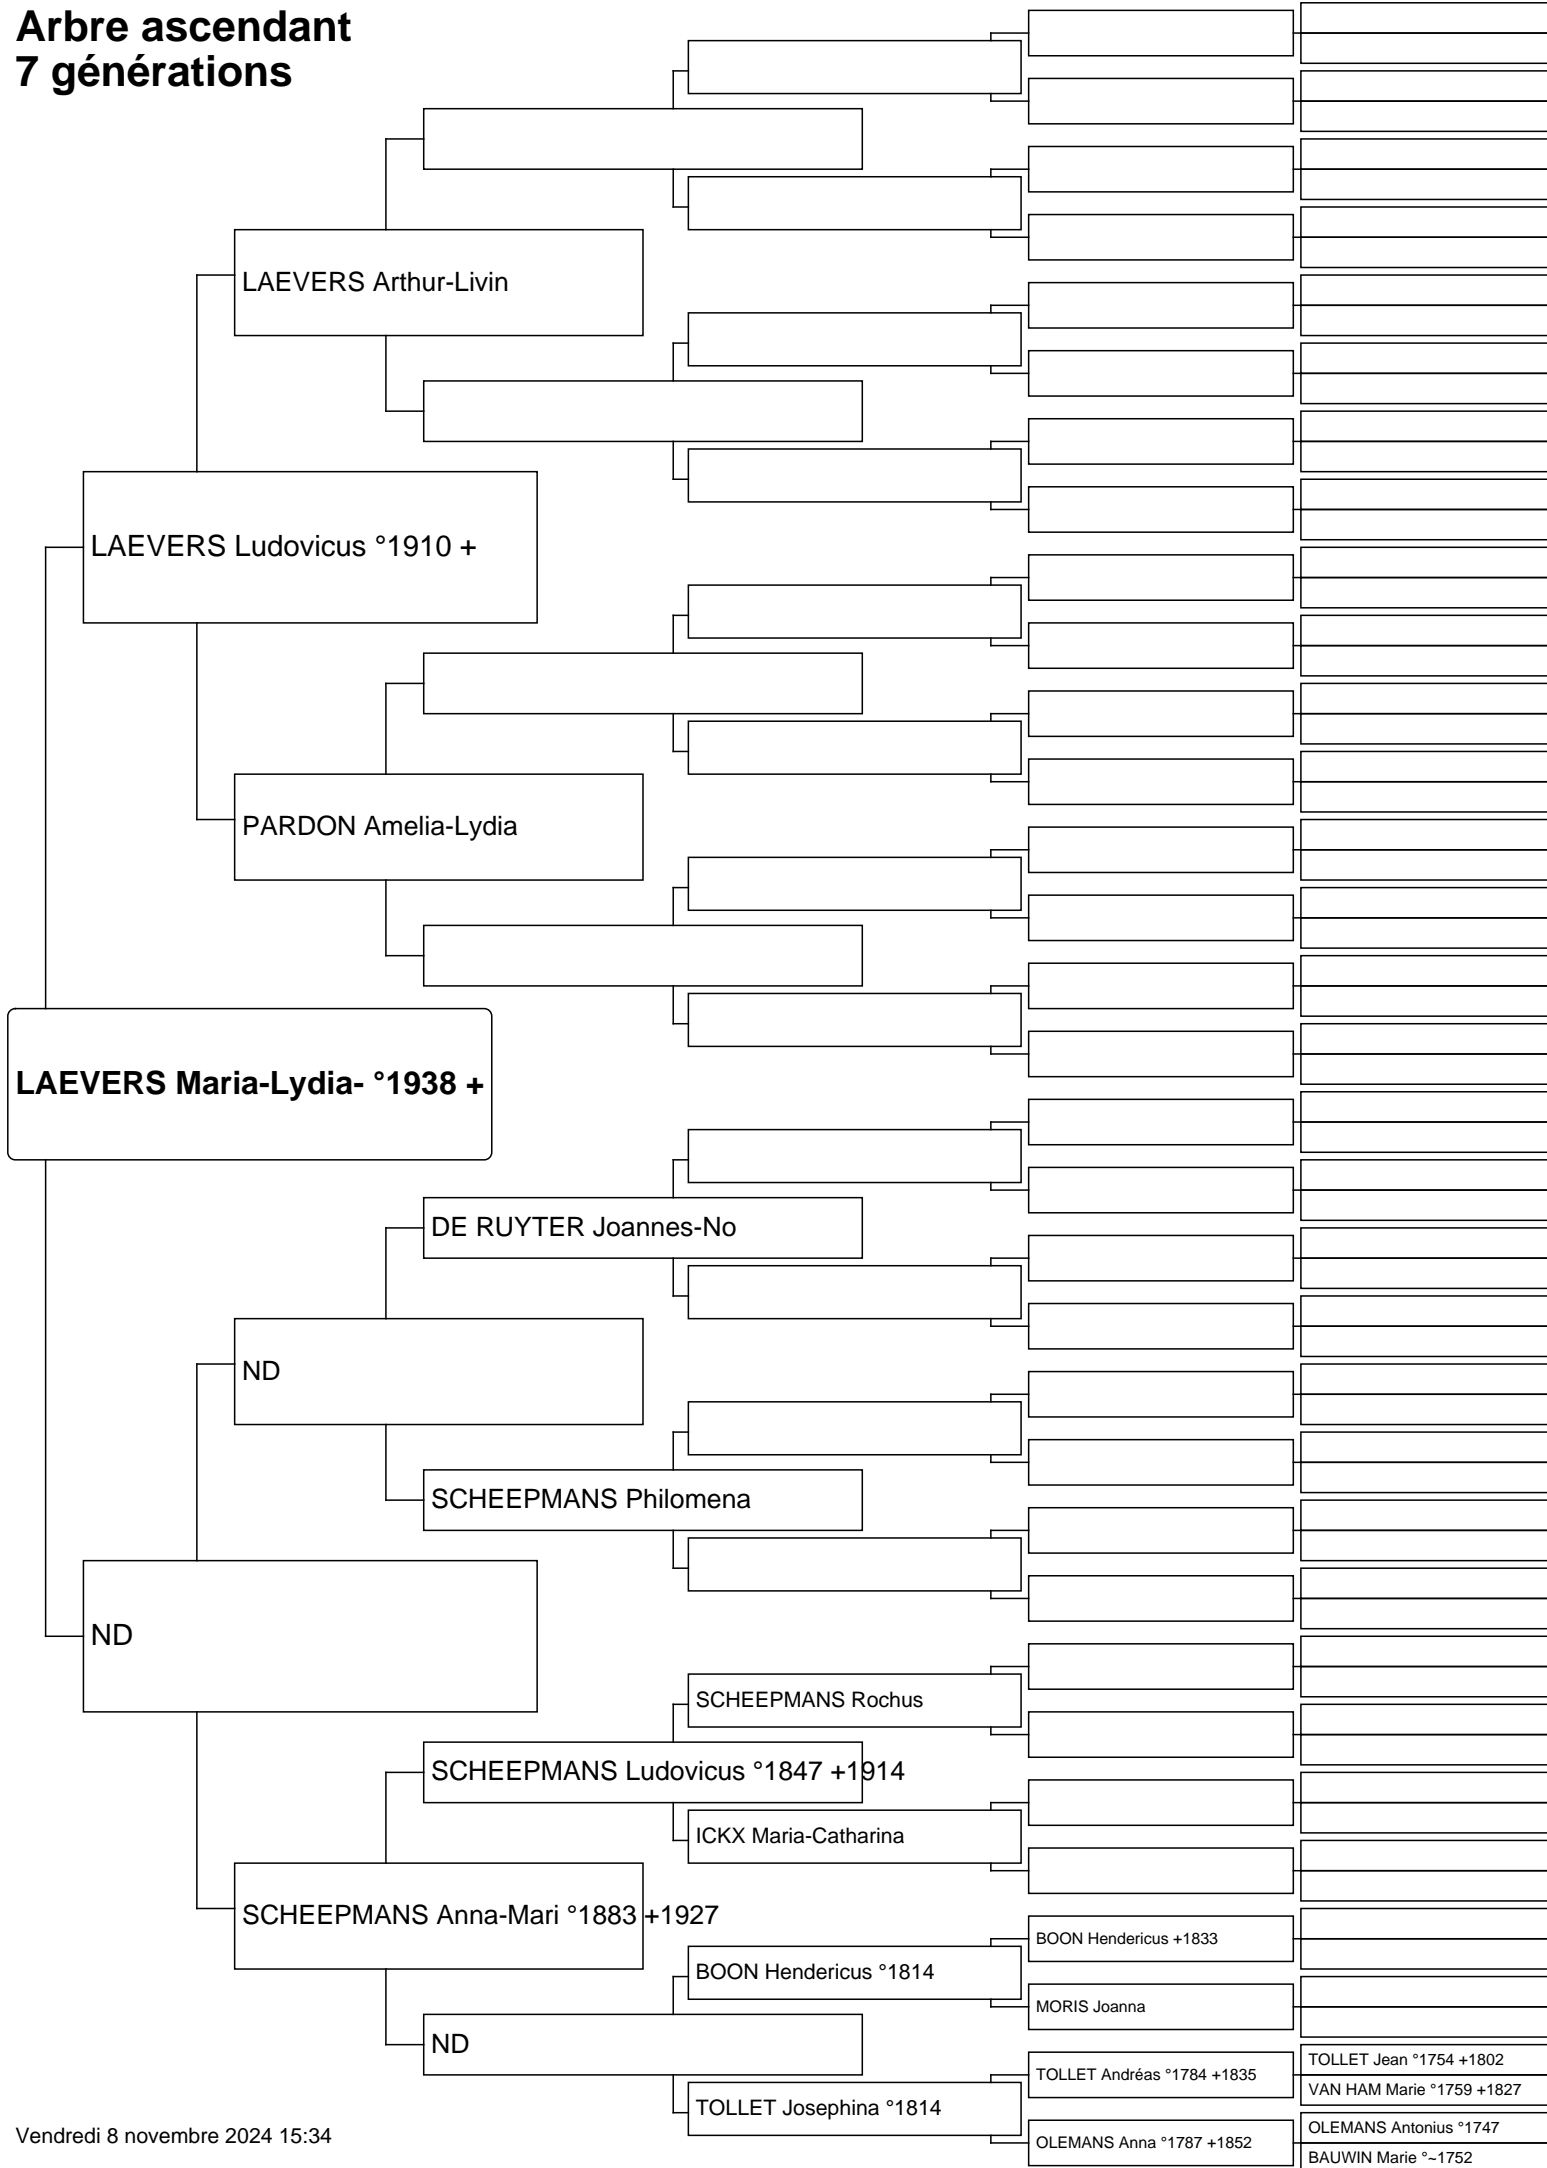 Arbre ascendant
7 générations
LAEVERS Arthur-Livin
LAEVERS Ludovicus °1910 +
PARDON Amelia-Lydia
LAEVERS Maria-Lydia- °1938 +
DE RUYTER Joannes-No
ND
SCHEEPMANS Philomena
ND
SCHEEPMANS Rochus
SCHEEPMANS Ludovicus °1847 +1914
ICKX Maria-Catharina
SCHEEPMANS Anna-Mari °1883 +1927
BOON Hendericus +1833
BOON Hendericus °1814
MORIS Joanna
ND
TOLLET Jean °1754 +1802
TOLLET Andréas °1784 +1835
VAN HAM Marie °1759 +1827
TOLLET Josephina °1814
OLEMANS Antonius °1747
OLEMANS Anna °1787 +1852
BAUWIN Marie °~1752
Vendredi 8 novembre 2024 15:34